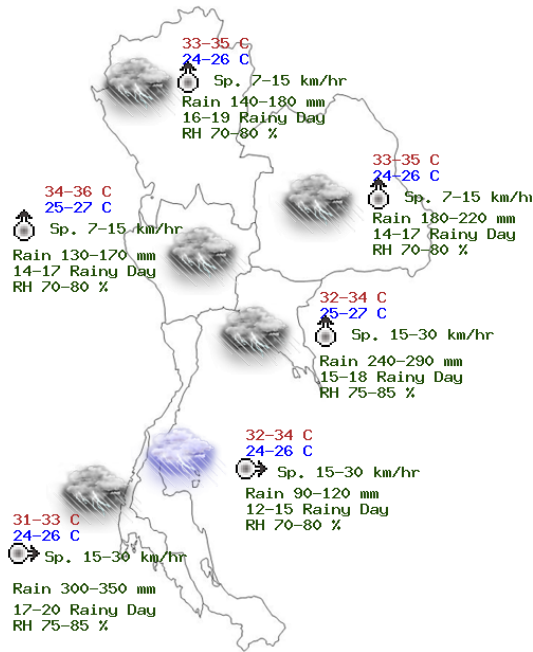 33-35 C
24-26 C
Sp. 7-15 km/hr
Rain 140-180 mm
16-19 Rainy Day
RH 70-80 %
33-35 C
24-26 C
Sp. 7-15 km/h
Rain 180-220 mm
14-17 Rainy Day
RH 70-80 %
34-36 C
25-27 C
Sp. 7-15 km/hr
Rain 130-170 mm
14-17 Rainy Day
RH 70-80 %
32-34 C
25-27 C
Sp. 15-30 km/hr
Rain 240-290 mm
15-18 Rainy Day
RH 75-85 %
32-34 C
24-26 C
Sp. 15-30 km/hr
Rain 90-120 mm
12-15 Rainy Day
RH 70-80 %
31-33 C
24-26 C
Sp. 15-30 km/hr
Rain 300-350 mm
17-20 Rainy Day
RH 75-85 %